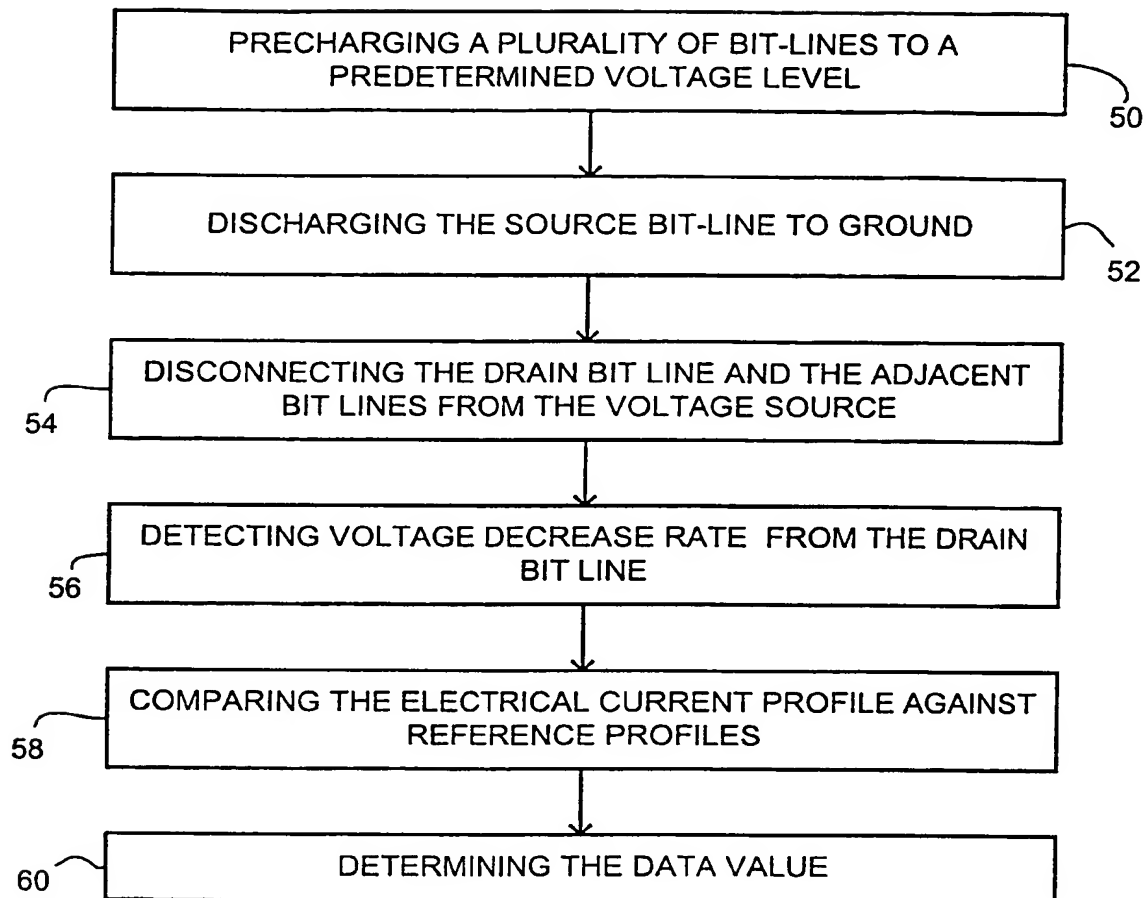 PRECHARGING A PLURALITY OF BIT-LINES TO A
PREDETERMINED VOLTAGE LEVEL
50
DISCHARGING THE SOURCE BIT-LINE TO GROUND
52
DISCONNECTING THE DRAIN BIT LINE AND THE ADJACENT
BIT LINES FROM THE VOLTAGE SOURCE
54
DETECTING VOLTAGE DECREASE RATE FROM THE DRAIN
BIT LINE
56
COMPARING THE ELECTRICAL CURRENT PROFILE AGAINST
REFERENCE PROFILES
58
DETERMINING THE DATA VALUE
60